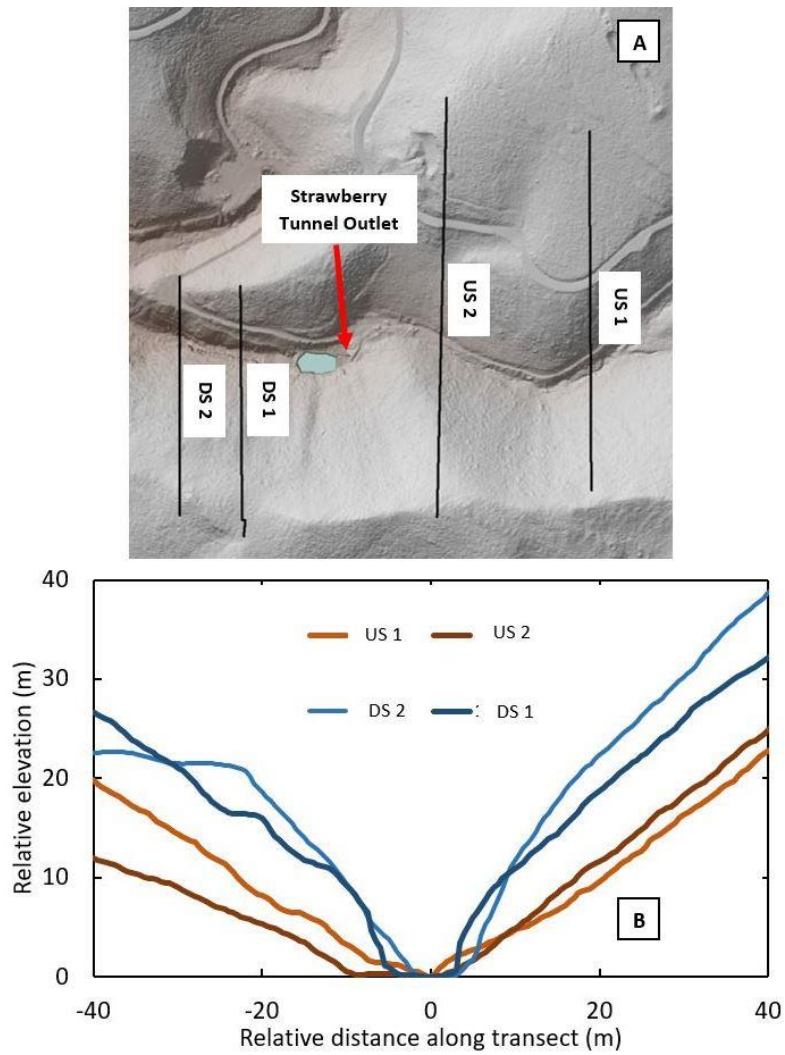 A
Strawberry
Tunnel Outlet
US 2
US 1
DS 2
DS 1
40
30
20
10
0
Relative elevation (m)
US 1
US 2
DS 2
: DS 1
B
-40
-20
0
20
40
Relative distance along transect (m)